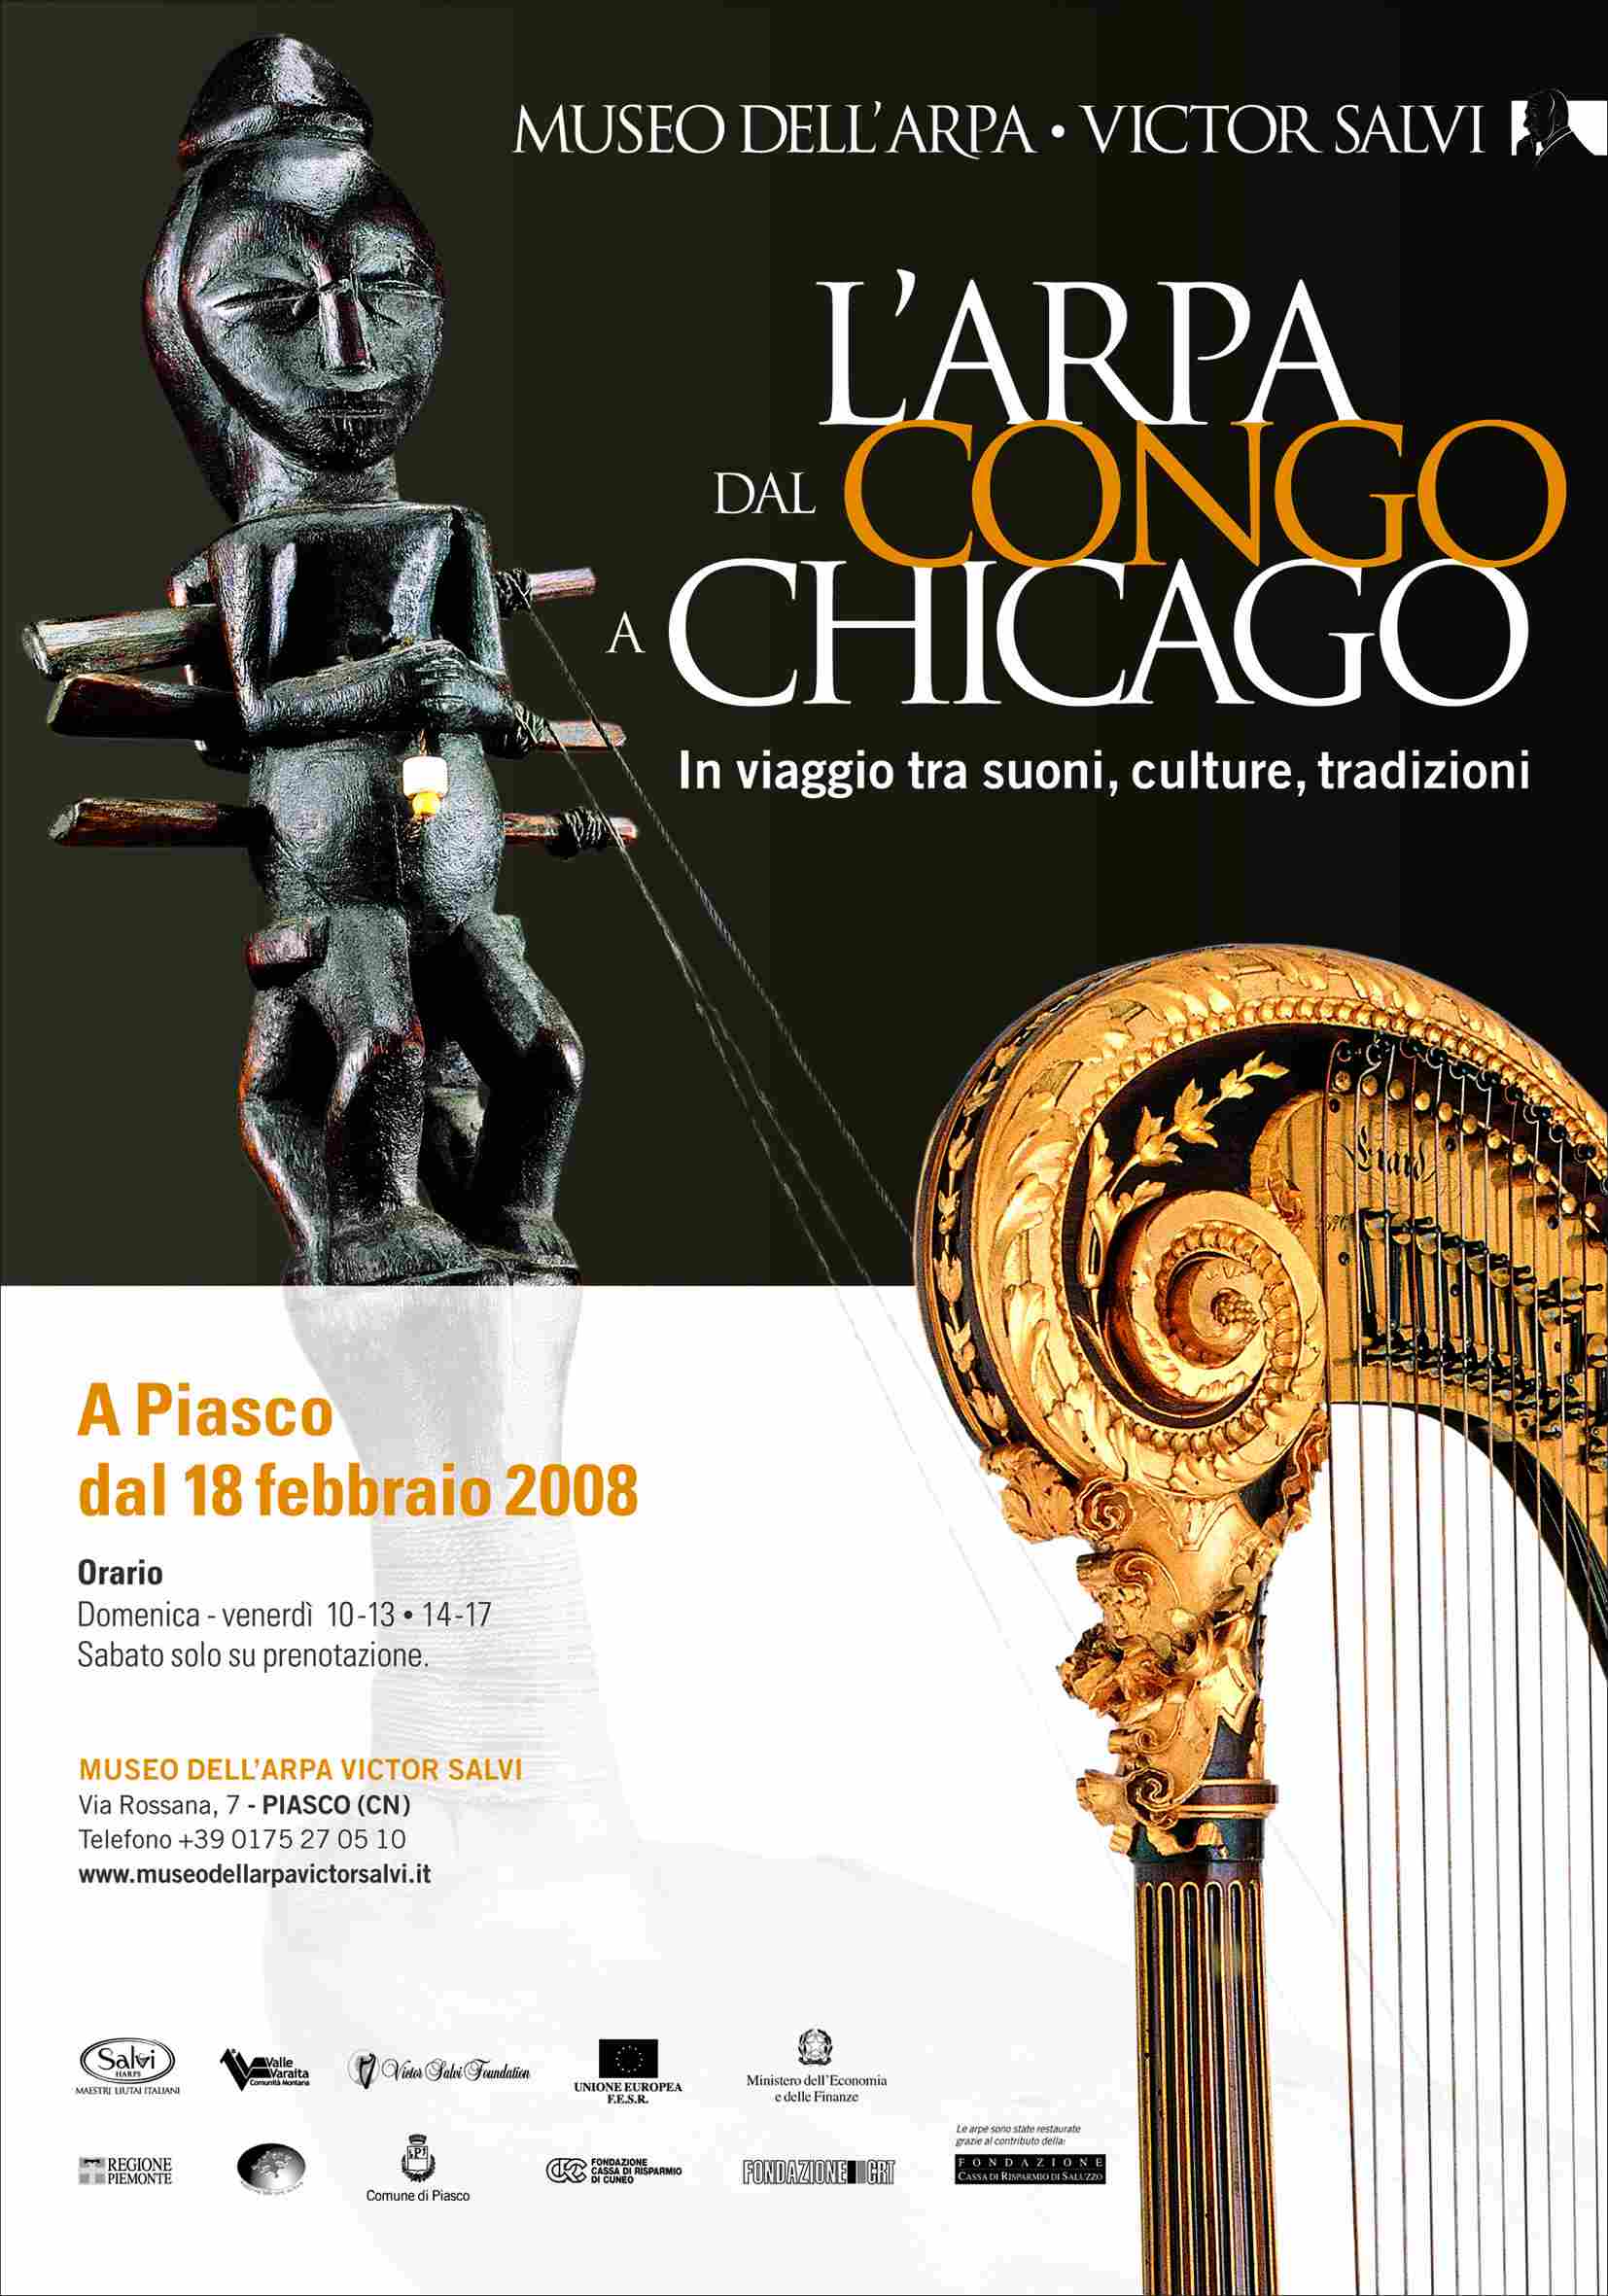 MUSEO DELL'ARPA • VICTOR SALVI
L'ARPA
DAL CONGO
A CHICAGO
In viaggio tra suoni, culture, tradizioni
Erard
A Piasco
dal 18 febbraio 2008
Orario
Domenica - venerdì 10-13 • 14-17
Sabato solo su prenotazione.
MUSEO DELL'ARPA VICTOR SALVI
Via Rossana, 7 - PIASCO (CN)
Telefono +39 0175 27 05 10
www.museodellarpavictorsalvi.it
Salvi
HARPS
MAESTRI LIUTAI ITALIANI
Valle
Varaita
Comunità Montana
Victor Salvi Foundation
UNIONE EUROPEA
F.E.S.R.
Ministero dell'Economia
e delle Finanze
REGIONE
PIEMONTE
Comune di Piasco
FONDAZIONE
CASSA DI RISPARMIO
DI CUNEO
FONDAZIONE CRT
Le arpe sono state restaurate
grazie al contributo della:
FONDAZIONE
CASSA DI RISPARMIO DI SALUZZO